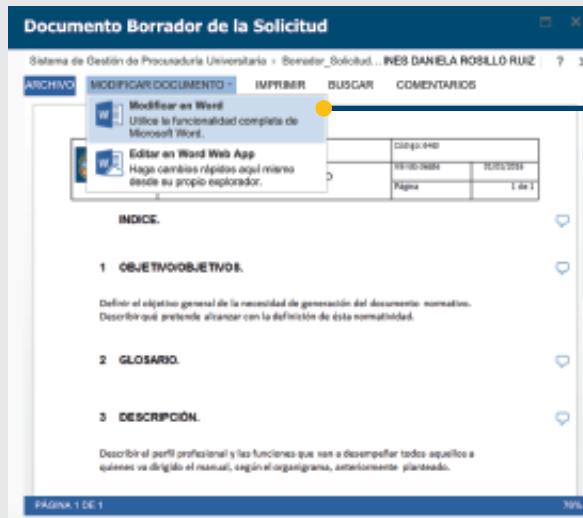 Documento Borrador de la Solicitud
Sistema de Gestión de Procuraduría Universitaria › Borrador_Solicitud... INES DANIELA ROSILLO RUIZ ?
ARCHIVO MODIFICAR DOCUMENTO IMPRIMIR BUSCAR COMENTARIOS
Modificar en Word
Utilice la funcionalidad completa de
Microsoft Word.
Editar en Word Web App
Haga cambios rápidos aquí mismo
desde su propio explorador.
Página 1 de 1
INDICE.
1 OBJETIVO/OBJETIVOS.
Definir el objetivo general de la necesidad de generación del documento normativo.
Describir qué pretende alcanzar con la definición de ésta normatividad.
2 GLOSARIO.
3 DESCRIPCIÓN.
Describir el perfil profesional y las funciones que van a desempeñar todos aquellos a
quienes va dirigido el manual, según el organigrama, anteriormente planteado.
PÁGINA 1 DE 1